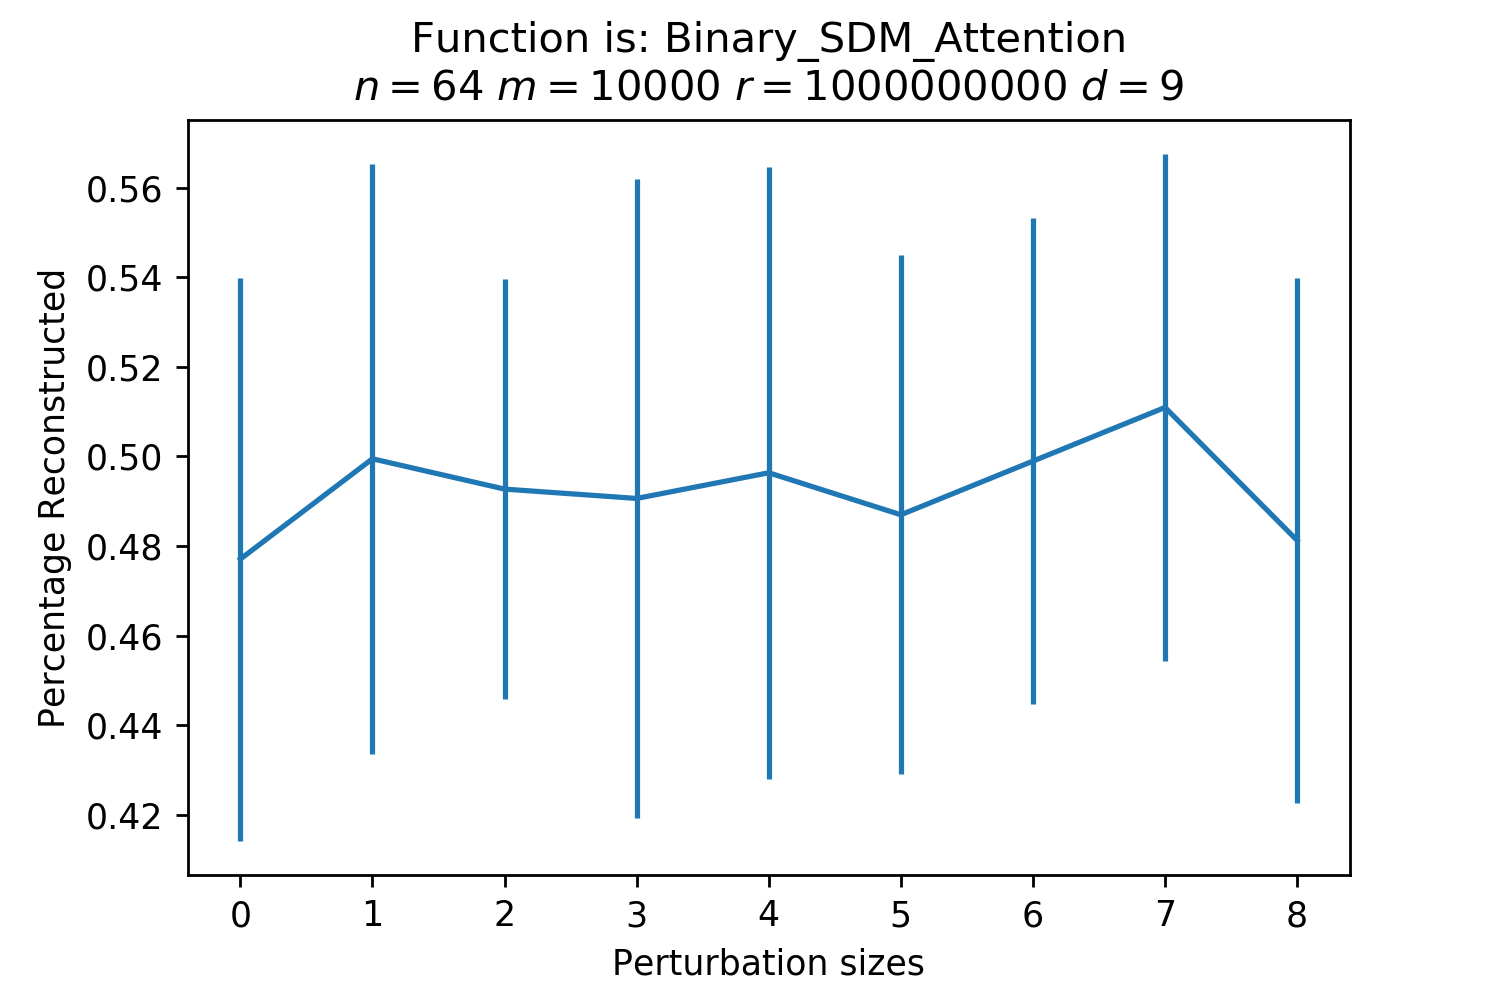 Function is: Binary_SDM_Attention
n = 64 m = 10000 r = 1000000000 d = 9
0.56
0.54
0.52
0.50
0.48
0.46
0.44
0.42
Percentage Reconstructed
0 1 2 3 4 5 6 7 8
Perturbation sizes